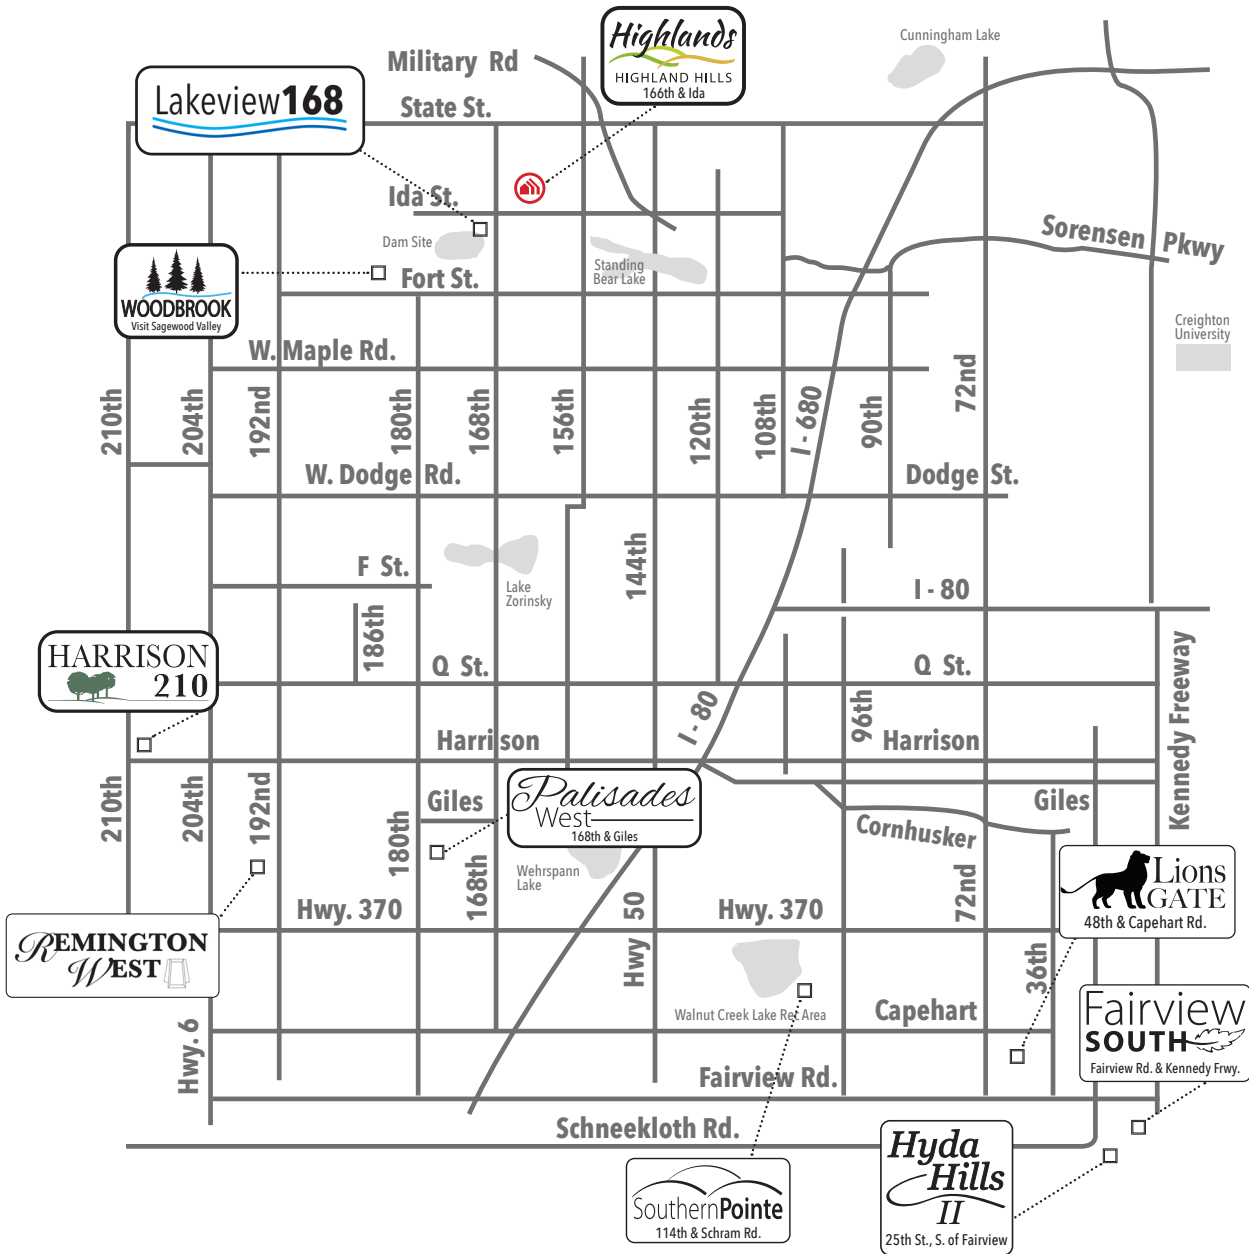 Highlands
HIGHLAND HILLS
166th & Ida
Cunningham Lake
Military Rd
Lakeview168
State St.
Ida St.
Dam Site
Sorensen Pkwy
Standing
Bear Lake
Fort St.
WOODBROOK
Visit Sagewood Valley
Creighton
University
W. Maple Rd.
210th
204th
192nd
180th
168th
156th
120th
108th
I - 680
90th
72nd
W. Dodge Rd.
Dodge St.
F St.
Lake
Zorinsky
144th
I - 80
186th
Q St.
Q St.
HARRISON
210
I - 80
96th
Kennedy Freeway
Harrison
Harrison
210th
204th
192nd
180th
Giles
168th
Palisades
West
168th & Giles
Giles
Cornhusker
Wehrspann
Lake
72nd
Lions
GATE
48th & Capehart Rd.
Hwy. 370
Hwy 50
Hwy. 370
REMINGTON
WEST
36th
Walnut Creek Lake Rec Area
Capehart
Fairview
SOUTH
Fairview Rd. & Kennedy Frwy.
Hwy. 6
Fairview Rd.
Schneekloth Rd.
Hyda
Hills
II
25th St., S. of Fairview
SouthernPointe
114th & Schram Rd.